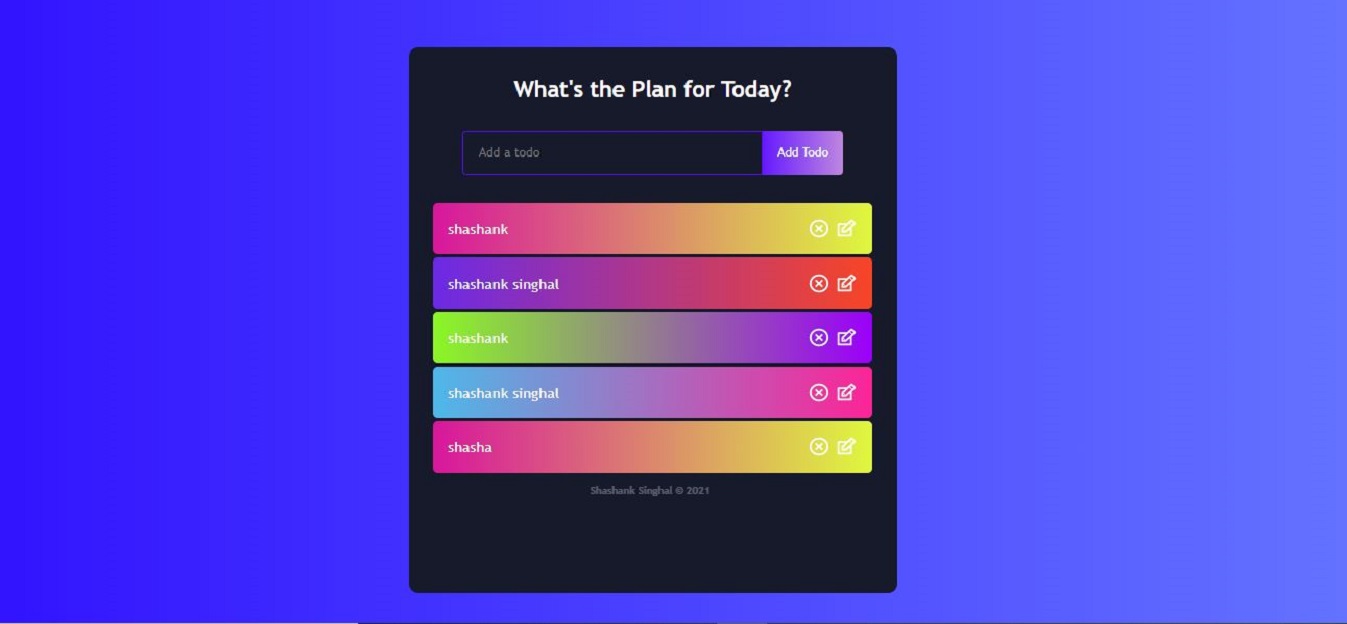 What's the Plan for Today?
Add a todo
Add Todo
shashank
shashank singhal
shashank
shashank singhal
shasha
Shashank Singhal © 2021